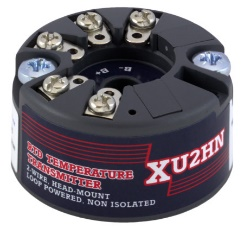 B- B+
RTD TEMPERATURE
TRANSMITTER
XU2HN
2-WIRE, HEAD-MOUNT
LOOP POWERED, NON ISOLATED